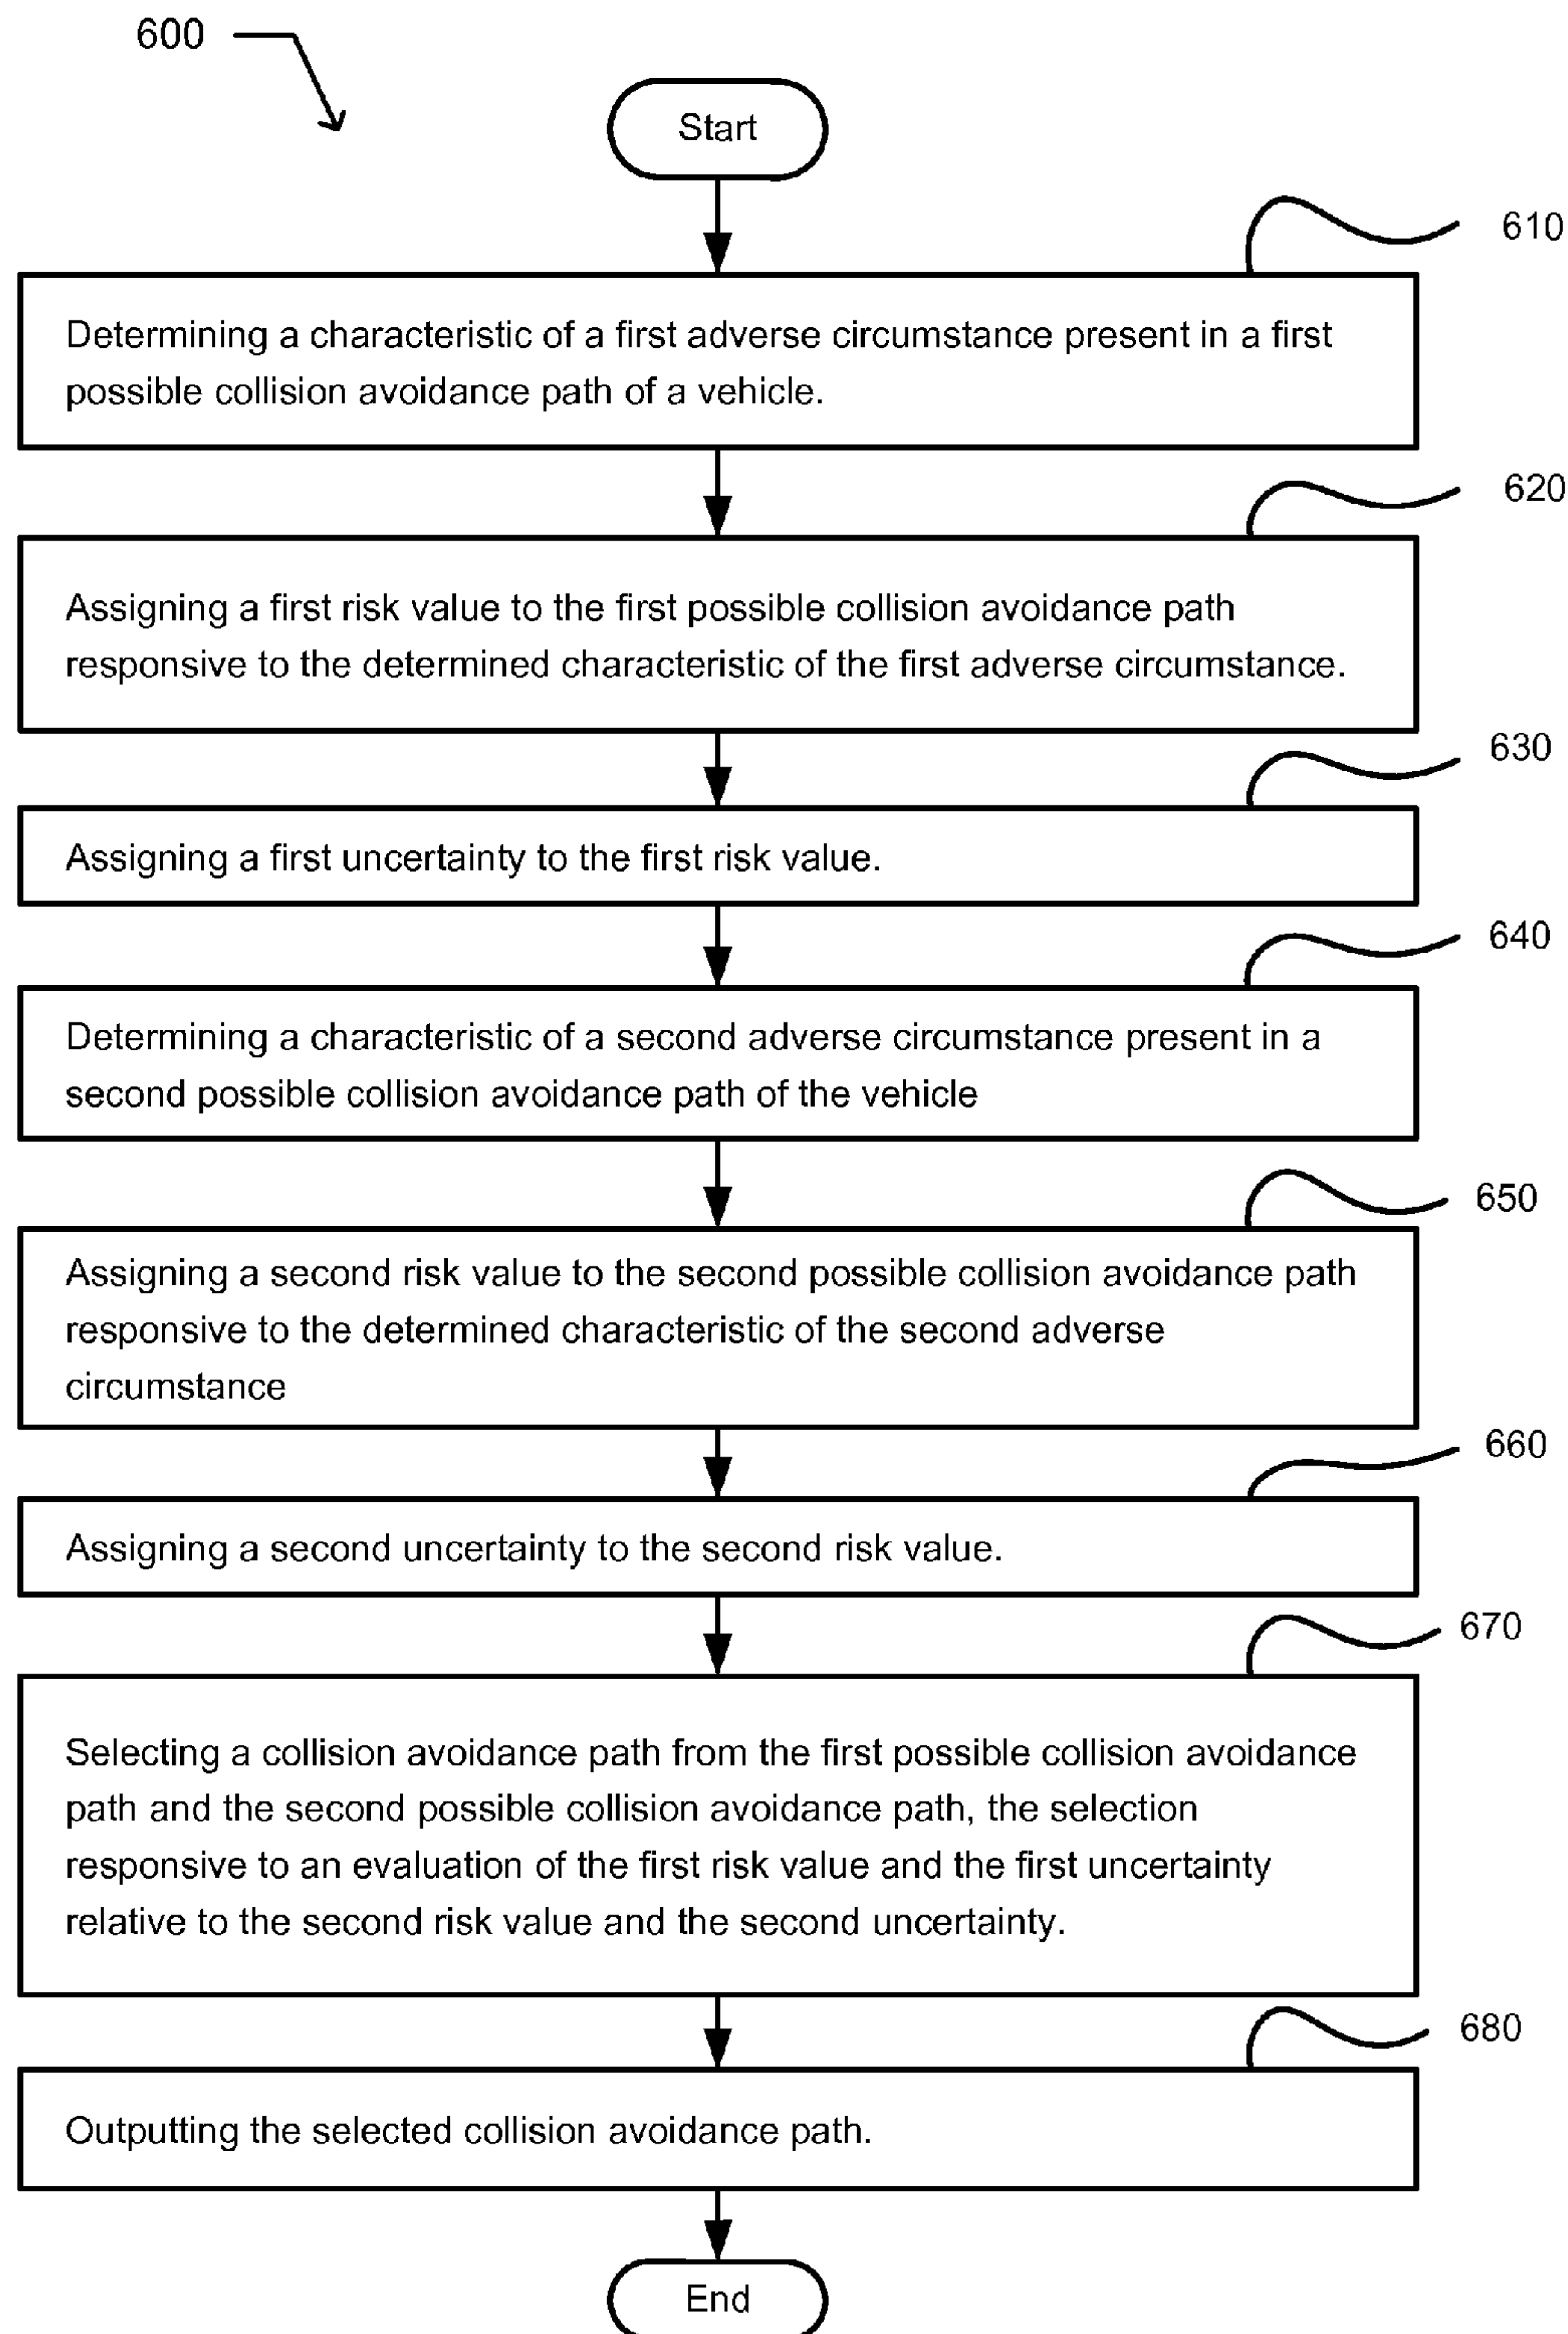 600
Start
610
Determining a characteristic of a first adverse circumstance present in a first
possible collision avoidance path of a vehicle.
620
Assigning a first risk value to the first possible collision avoidance path
responsive to the determined characteristic of the first adverse circumstance.
630
Assigning a first uncertainty to the first risk value.
640
Determining a characteristic of a second adverse circumstance present in a
second possible collision avoidance path of the vehicle
650
Assigning a second risk value to the second possible collision avoidance path
responsive to the determined characteristic of the second adverse
circumstance
660
Assigning a second uncertainty to the second risk value.
670
Selecting a collision avoidance path from the first possible collision avoidance
path and the second possible collision avoidance path, the selection
responsive to an evaluation of the first risk value and the first uncertainty
relative to the second risk value and the second uncertainty.
680
Outputting the selected collision avoidance path.
End